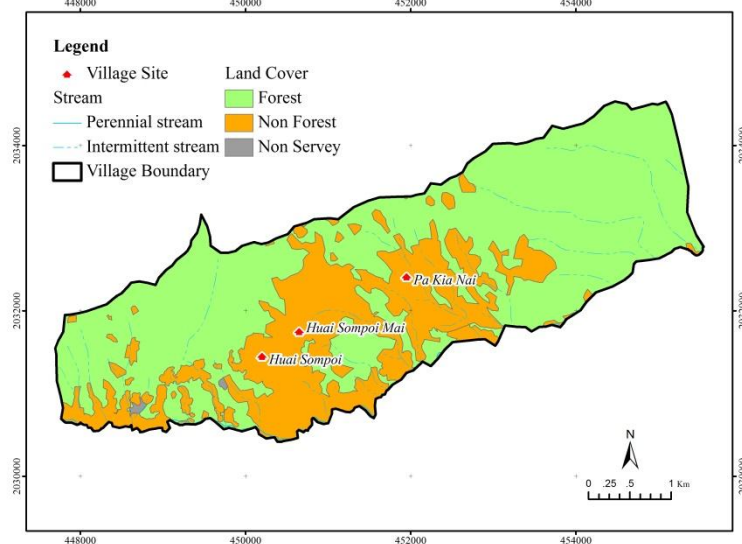 448000 450000 452000 454000
Legend
Village Site
Stream
Perennial stream
Intermittent stream
Village Boundary
Land Cover
Forest
Non Forest
Non Servey
2034000
2032000
2030000
Pa Kia Nai
Huai Sompoi Mai
Huai Sompoi
N
0 .25 .5 1 Km
448000 450000 452000 454000